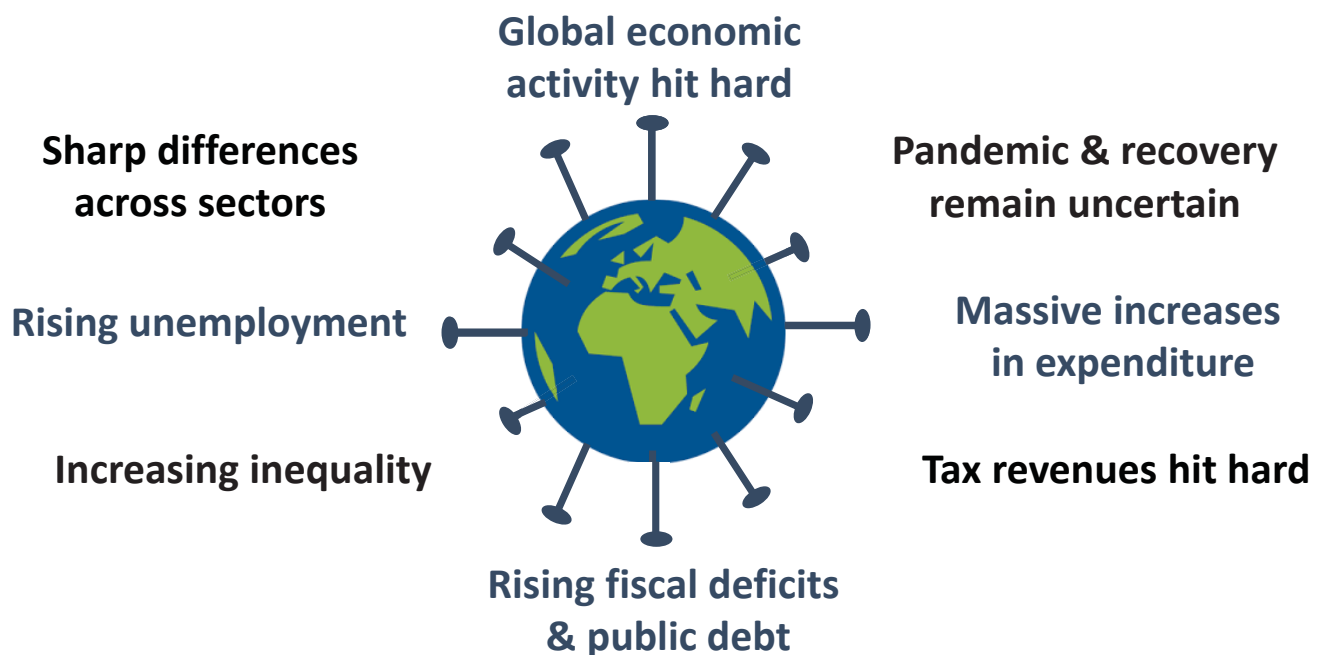 Global economic
activity hit hard
Sharp differences
across sectors
Pandemic & recovery
remain uncertain
Rising unemployment
Massive increases
in expenditure
Increasing inequality
Tax revenues hit hard
Rising fiscal deficits
& public debt